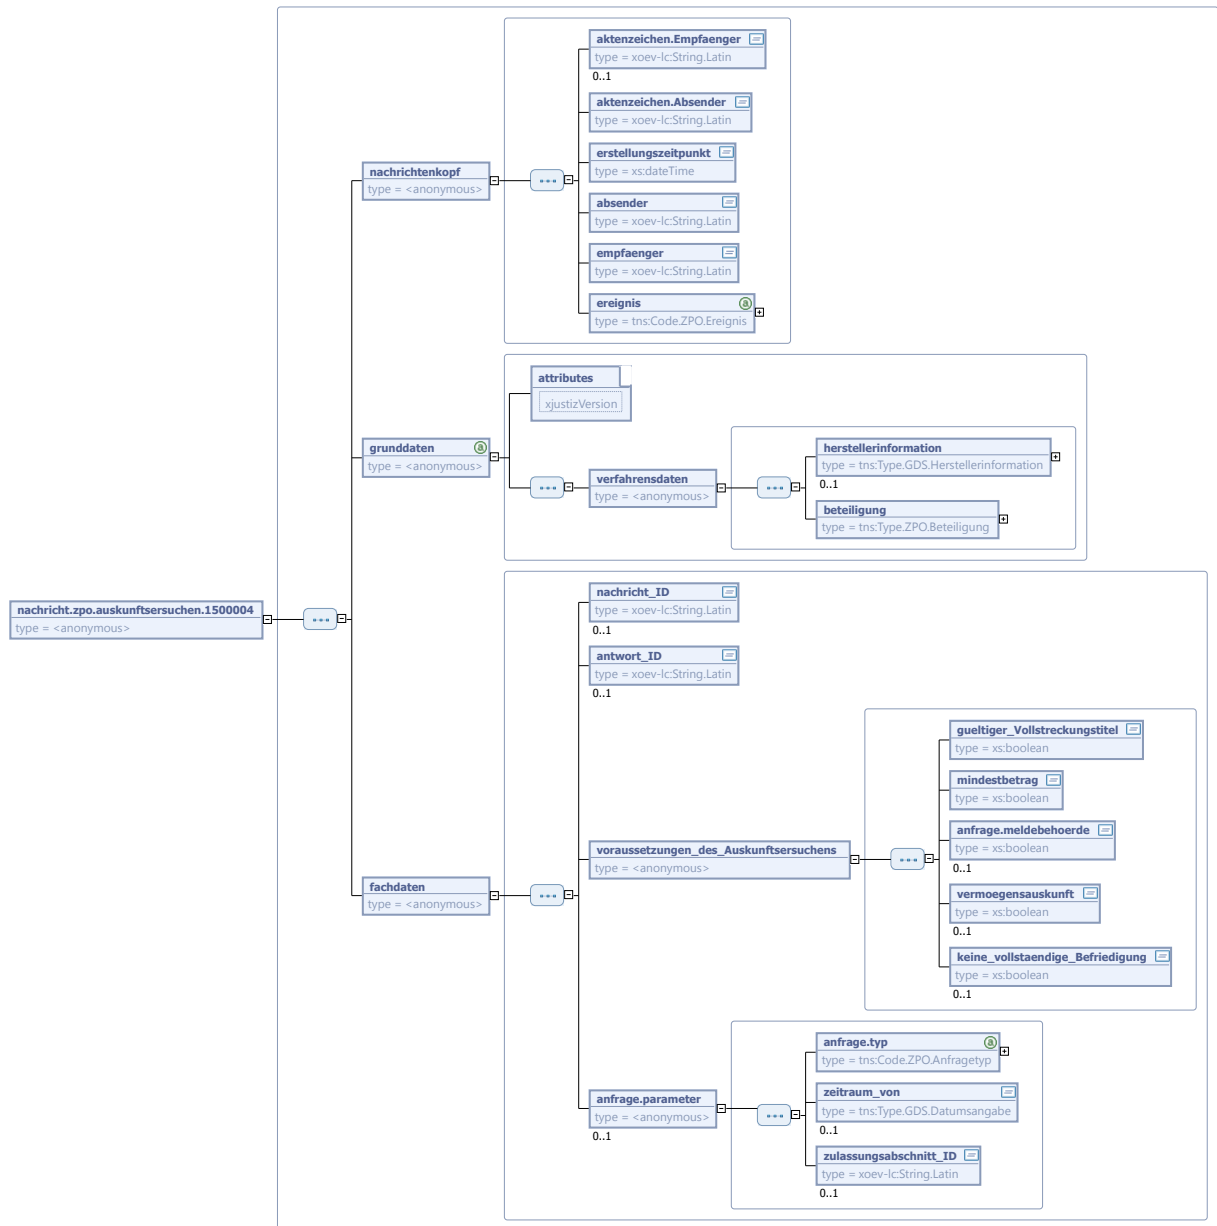 aktenzeichen.Empfaenger
type = xoev-lc:String.Latin
0..1
aktenzeichen.Absender
type = xoev-lc:String.Latin
erstellungszeitpunkt
type = xs:dateTime
nachrichtenkopf
type = <anonymous>
absender
type = xoev-lc:String.Latin
empfaenger
type = xoev-lc:String.Latin
ereignis
type = tns:Code.ZPO.Ereignis
attributes
xjustizVersion
grunddaten
type = <anonymous>
verfahrensdaten
type = <anonymous>
herstellerinformation
type = tns:Type.GDS.Herstellerinformation
0..1
beteiligung
type = tns:Type.ZPO.Beteiligung
nachricht.zpo.auskunftsersuchen.1500004
type = <anonymous>
nachricht_ID
type = xoev-lc:String.Latin
0..1
antwort_ID
type = xoev-lc:String.Latin
0..1
gueltiger_Vollstreckungstitel
type = xs:boolean
mindestbetrag
type = xs:boolean
voraussetzungen_des_Auskunftsersuchens
type = <anonymous>
anfrage.meldebehoerde
type = xs:boolean
0..1
fachdaten
type = <anonymous>
vermoegensauskunft
type = xs:boolean
0..1
keine_vollstaendige_Befriedigung
type = xs:boolean
0..1
anfrage.typ
type = tns:Code.ZPO.Anfragetyp
anfrage.parameter
type = <anonymous>
0..1
zeitraum_von
type = tns:Type.GDS.Datumsangabe
0..1
zulassungsabschnitt_ID
type = xoev-lc:String.Latin
0..1